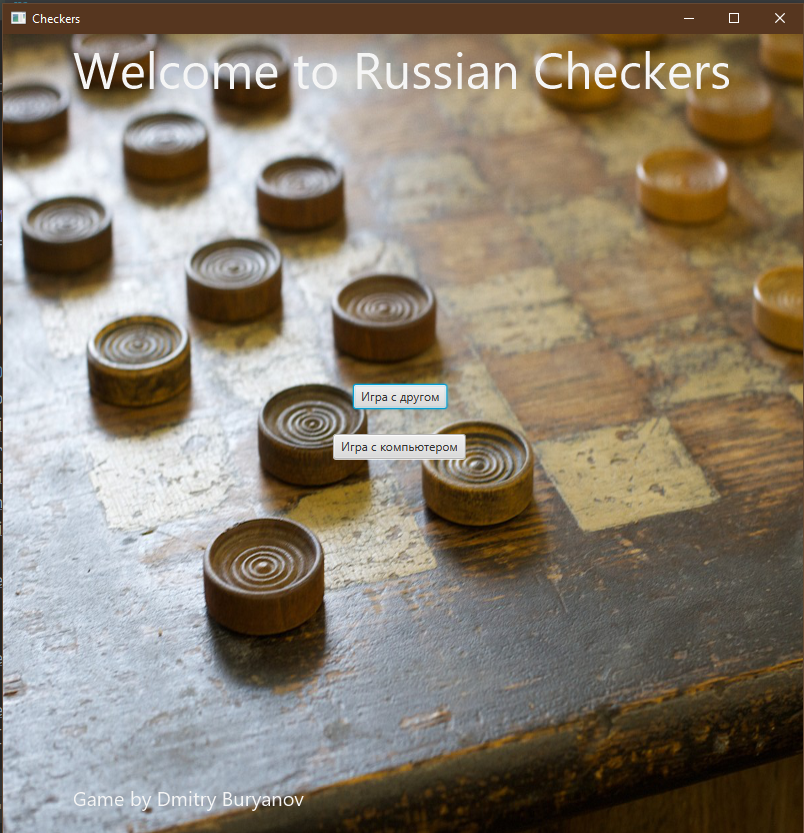 Checkers
Welcome to Russian Checkers
Игра с другом
Игра с компьютером
Game by Dmitry Buryanov